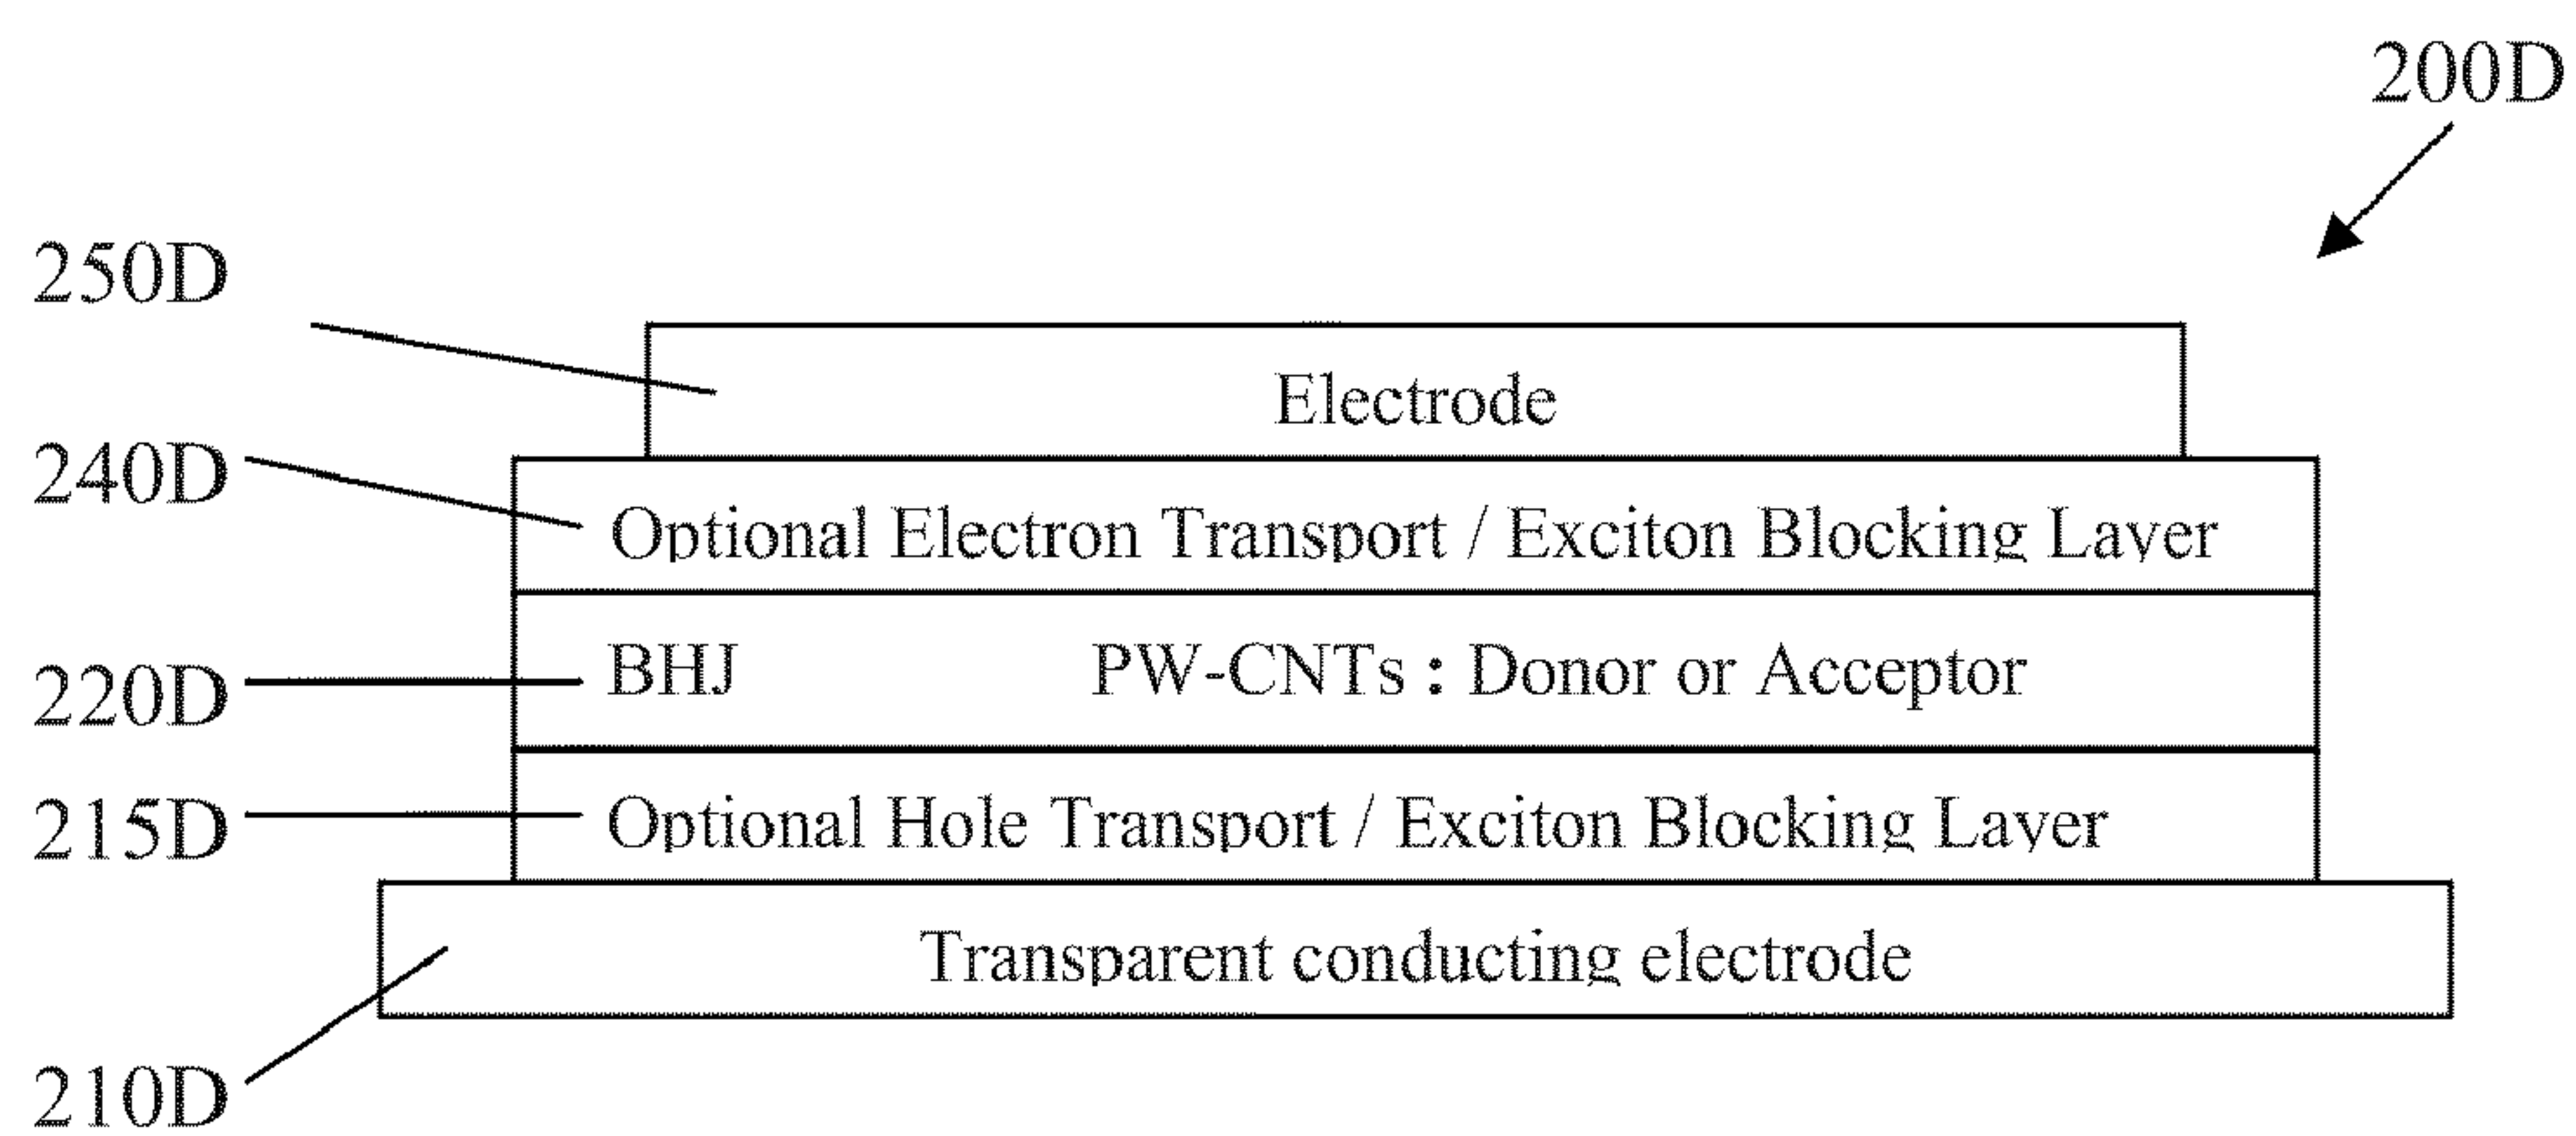 200D
250D
Electrode
240D
Optional Electron Transport / Exciton Blocking Layer
BHJ PW-CNTs : Donor or Acceptor
220D
215D
Optional Hole Transport / Exciton Blocking Layer
Transparent conducting electrode
210D